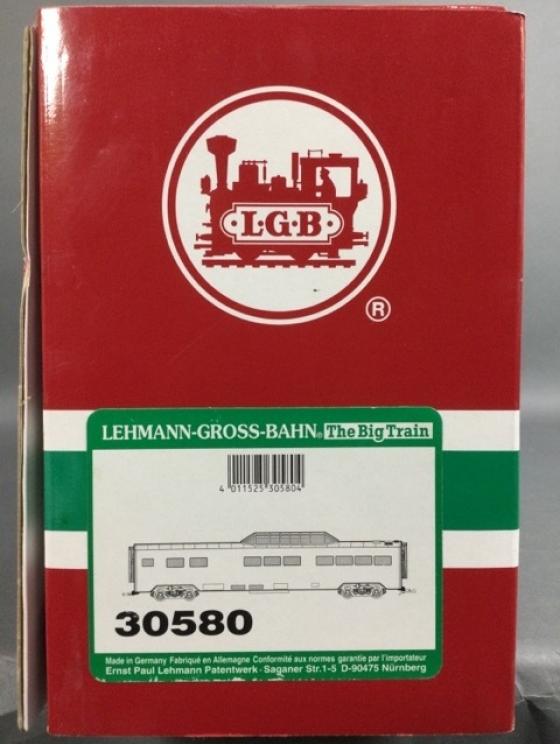 L·G·B
®
LEHMANN-GROSS-BAHN® The Big Train
4 011525 305804
30580
Made in Germany Fabriqué en Allemagne Conformité aux normes garantie par l'importateur
Ernst Paul Lehmann Patentwerk · Saganer Str.1-5 D-90475 Nürnberg